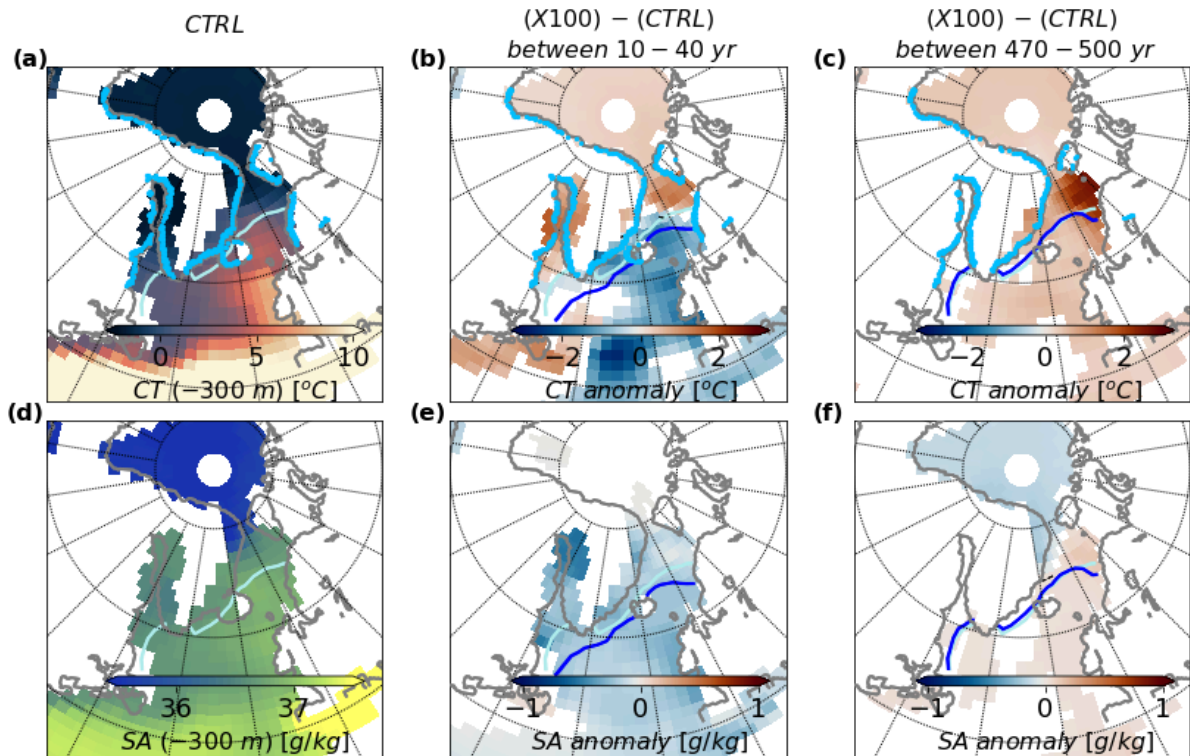 CTRL
(X100) − (CTRL)
between 10 − 40 yr
(X100) − (CTRL)
between 470 − 500 yr
(a)
(b)
(c)
0 5 10
CT (−300 m) [°C]
−2 0 2
CT anomaly [°C]
−2 0 2
CT anomaly [°C]
(d)
(e)
(f)
36 37
SA (−300 m) [g/kg]
−1 0 1
SA anomaly [g/kg]
−1 0 1
SA anomaly [g/kg]